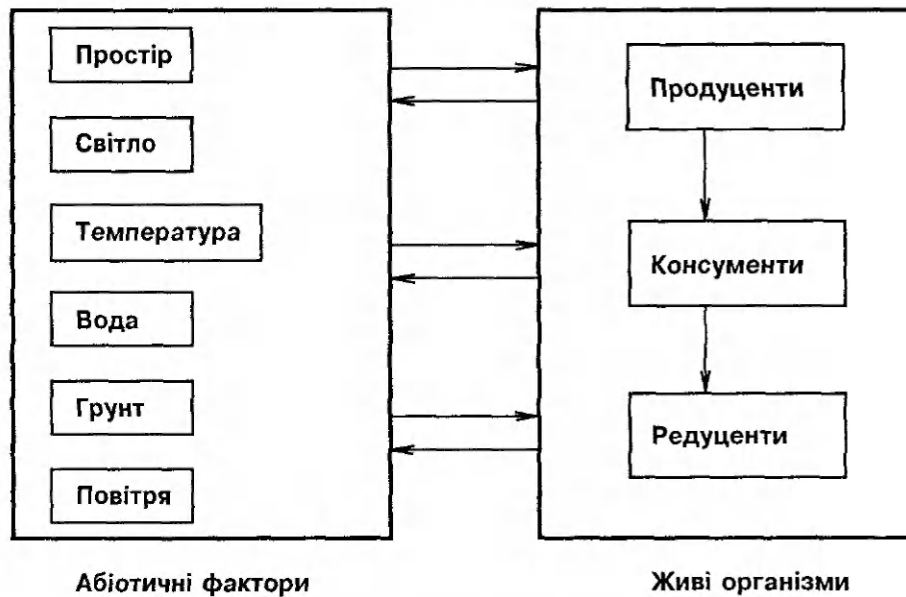 Простір
Світло
Температура
Вода
Грунт
Повітря
Абіотичні фактори
Продуценти
Консументи
Редуценти
Живі організми